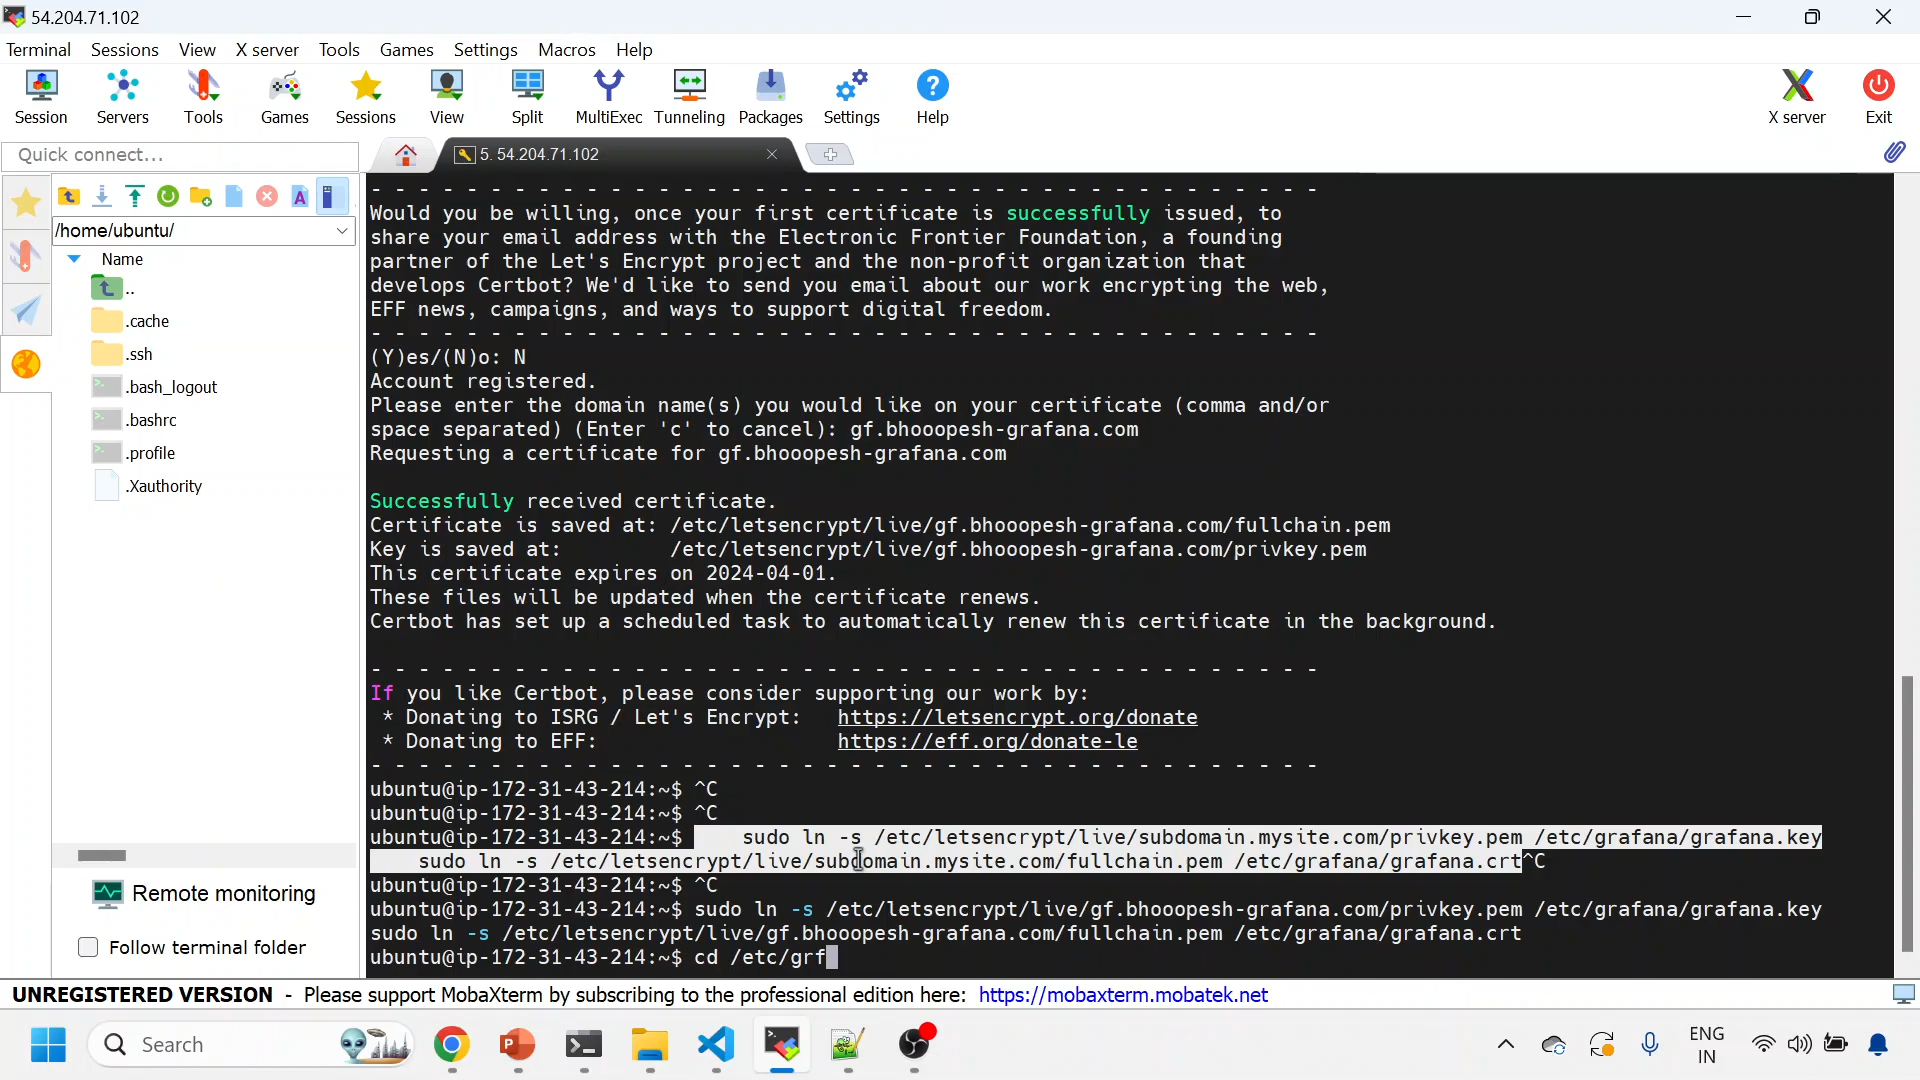 54.204.71.102
Terminal Sessions View X server Tools Games Settings Macros Help
Session Servers Tools Games Sessions View Split MultiExec Tunneling Packages Settings Help X server Exit
Quick connect...
5. 54.204.71.102
/home/ubuntu/
Name
..
.cache
.ssh
.bash_logout
.bashrc
.profile
.Xauthority
Remote monitoring
Follow terminal folder
- - - - - - - - - - - - - - - - - - - - - - - - - - - - - - - - - - - - - - - -
Would you be willing, once your first certificate is successfully issued, to
share your email address with the Electronic Frontier Foundation, a founding
partner of the Let's Encrypt project and the non-profit organization that
develops Certbot? We'd like to send you email about our work encrypting the web,
EFF news, campaigns, and ways to support digital freedom.
- - - - - - - - - - - - - - - - - - - - - - - - - - - - - - - - - - - - - - - -
(Y)es/(N)o: N
Account registered.
Please enter the domain name(s) you would like on your certificate (comma and/or
space separated) (Enter 'c' to cancel): gf.bhooopesh-grafana.com
Requesting a certificate for gf.bhooopesh-grafana.com
Successfully received certificate.
Certificate is saved at: /etc/letsencrypt/live/gf.bhooopesh-grafana.com/fullchain.pem
Key is saved at:         /etc/letsencrypt/live/gf.bhooopesh-grafana.com/privkey.pem
This certificate expires on 2024-04-01.
These files will be updated when the certificate renews.
Certbot has set up a scheduled task to automatically renew this certificate in the background.
- - - - - - - - - - - - - - - - - - - - - - - - - - - - - - - - - - - - - - - -
If you like Certbot, please consider supporting our work by:
* Donating to ISRG / Let's Encrypt:   https://letsencrypt.org/donate
* Donating to EFF:                    https://eff.org/donate-le
- - - - - - - - - - - - - - - - - - - - - - - - - - - - - - - - - - - - - - - -
ubuntu@ip-172-31-43-214:~$ ^C
ubuntu@ip-172-31-43-214:~$ ^C
ubuntu@ip-172-31-43-214:~$     sudo ln -s /etc/letsencrypt/live/subdomain.mysite.com/privkey.pem /etc/grafana/grafana.key
sudo ln -s /etc/letsencrypt/live/subdomain.mysite.com/fullchain.pem /etc/grafana/grafana.crt^C
ubuntu@ip-172-31-43-214:~$ ^C
ubuntu@ip-172-31-43-214:~$ sudo ln -s /etc/letsencrypt/live/gf.bhooopesh-grafana.com/privkey.pem /etc/grafana/grafana.key
sudo ln -s /etc/letsencrypt/live/gf.bhooopesh-grafana.com/fullchain.pem /etc/grafana/grafana.crt
ubuntu@ip-172-31-43-214:~$ cd /etc/grf
UNREGISTERED VERSION - Please support MobaXterm by subscribing to the professional edition here: https://mobaxterm.mobatek.net
Search
ENG
IN